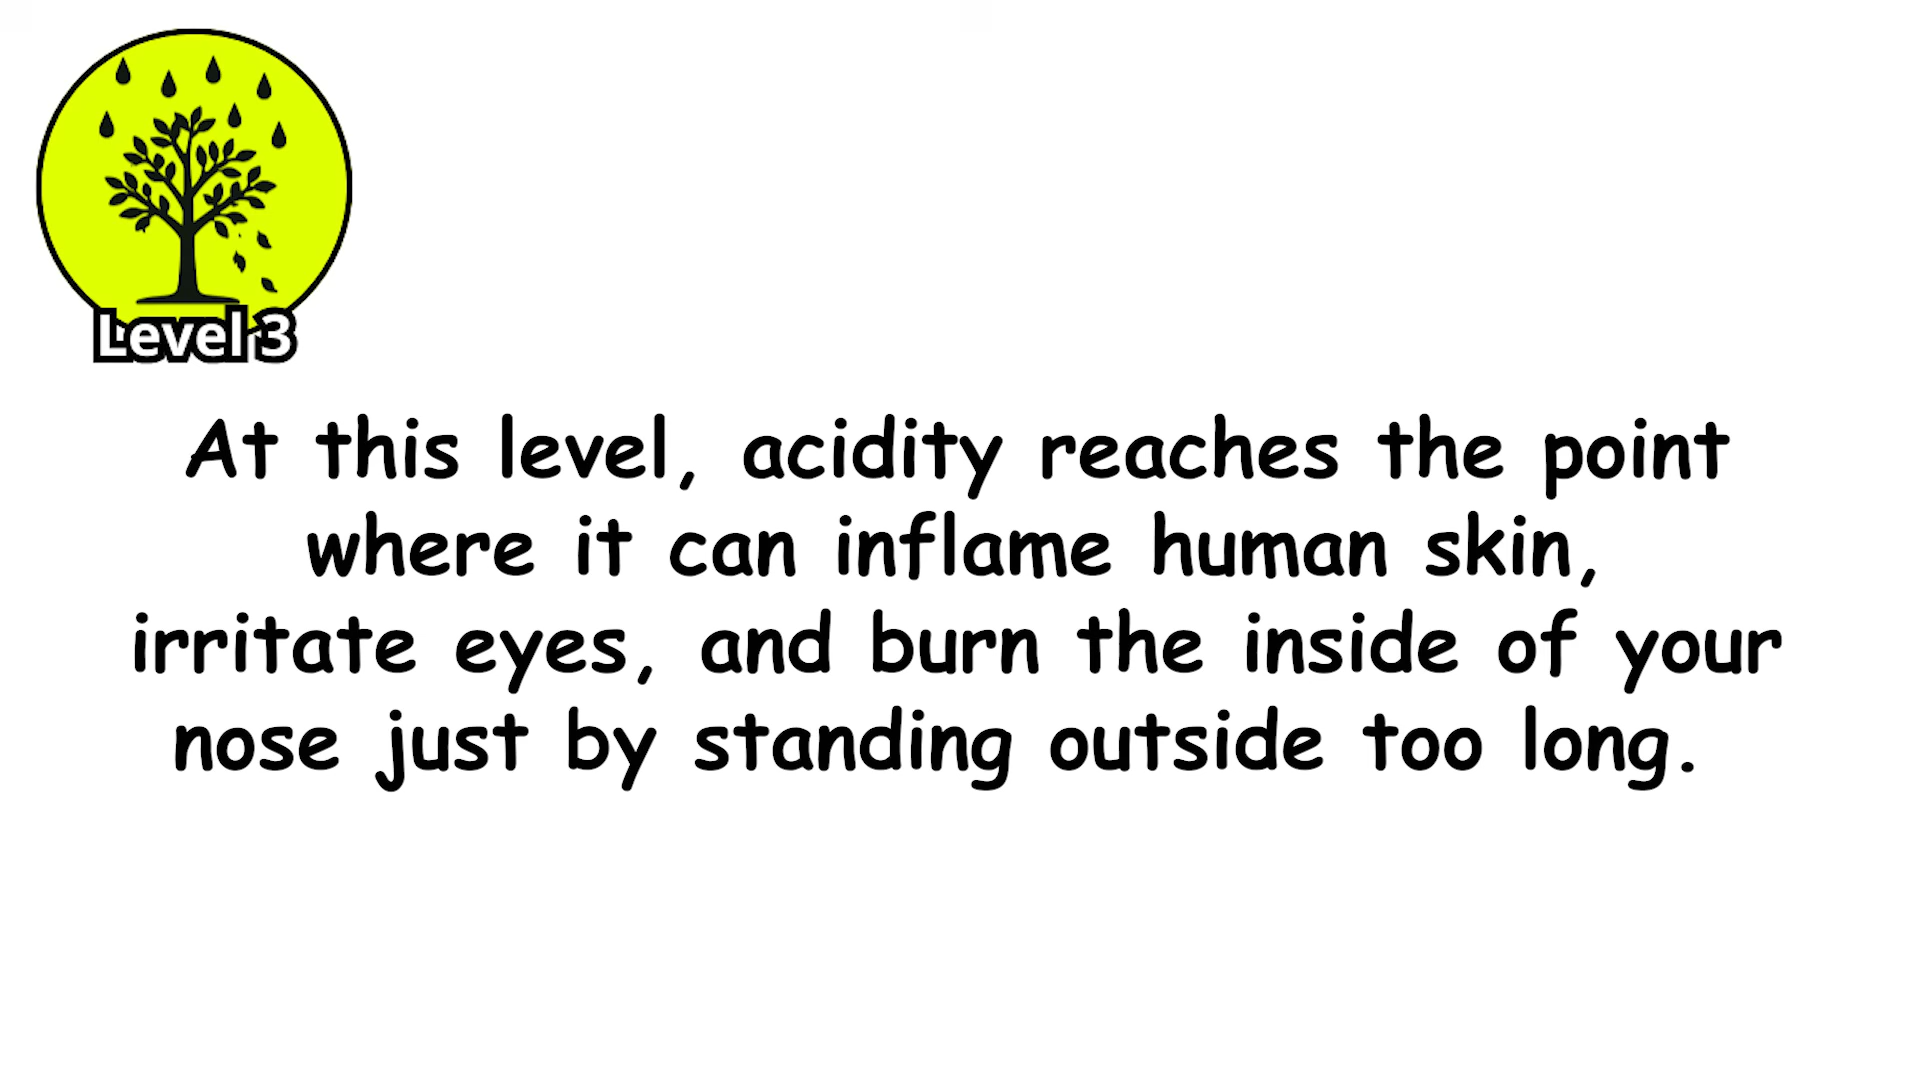 Level 3
At this level, acidity reaches the point
where it can inflame human skin,
irritate eyes, and burn the inside of your
nose just by standing outside too long.